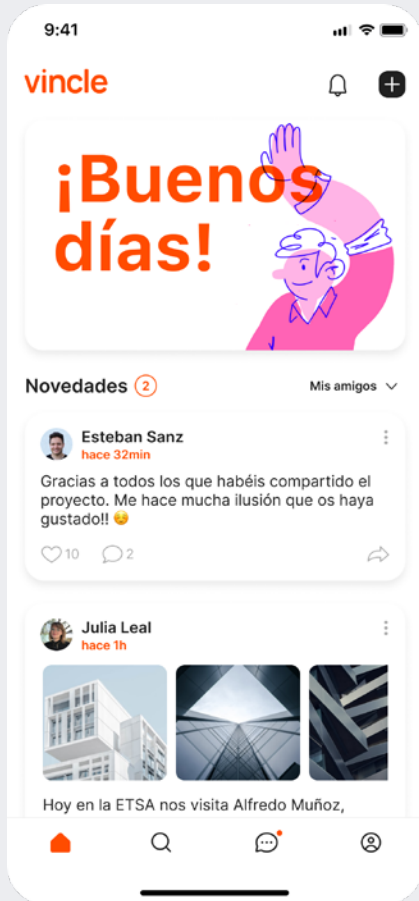 9:41
vincle
¡Buenos
días!
Novedades 2
Mis amigos
Esteban Sanz
hace 32min
Gracias a todos los que habéis compartido el
proyecto. Me hace mucha ilusión que os haya
gustado!! 😚
10 2
Julia Leal
hace 1h
Hoy en la ETSA nos visita Alfredo Muñoz,